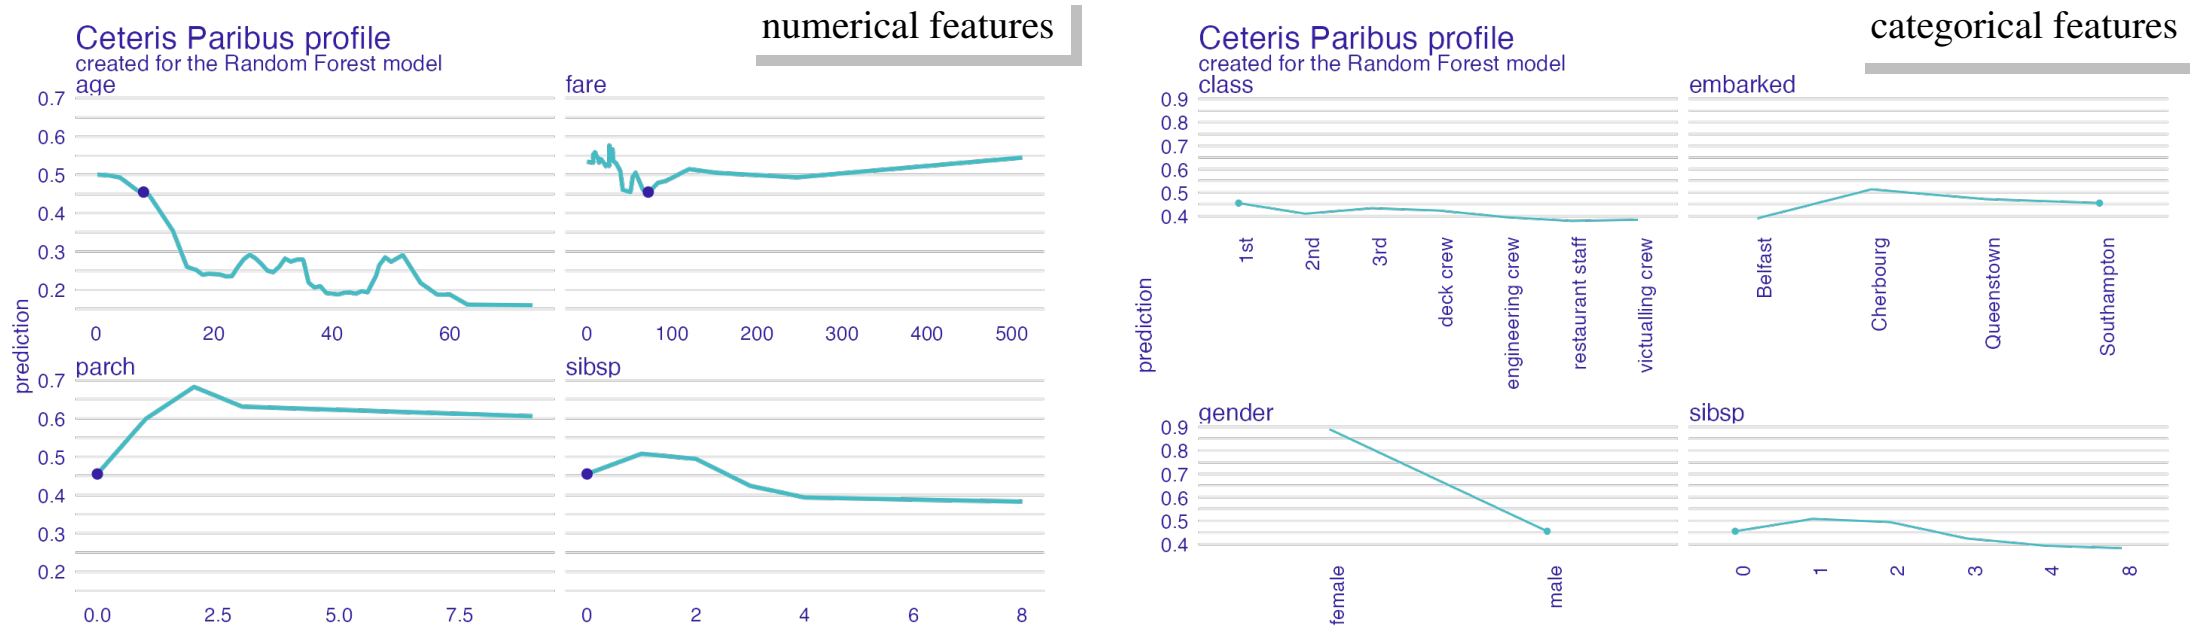 numerical features
Ceteris Paribus profile
created for the Random Forest model
age
fare
0.7
0.6
0.5
0.4
0.3
0.2
0 20 40 60
0 100 200 300 400 500
prediction
parch
sibsp
0.7
0.6
0.5
0.4
0.3
0.2
0.0 2.5 5.0 7.5
0 2 4 6 8
categorical features
Ceteris Paribus profile
created for the Random Forest model
class
embarked
0.9
0.8
0.7
0.6
0.5
0.4
1st
2nd
3rd
deck crew
engineering crew
restaurant staff
victualling crew
Belfast
Cherbourg
Queenstown
Southampton
prediction
gender
sibsp
0.9
0.8
0.7
0.6
0.5
0.4
female
male
0
1
2
3
4
8